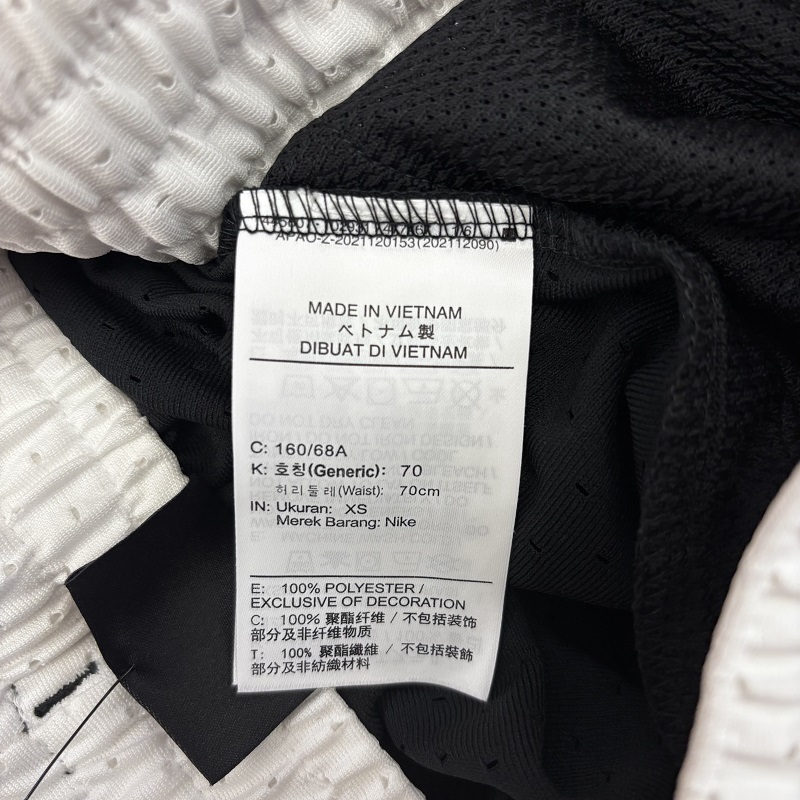 APAO-Z-2021120153(202112090)
MADE IN VIETNAM
ベトナム製
DIBUAT DI VIETNAM
C: 160/68A
K: 호칭(Generic): 70
허리둘레(Waist): 70cm
IN: Ukuran: XS
Merek Barang: Nike
E: 100% POLYESTER /
EXCLUSIVE OF DECORATION
C: 100% 聚酯纤维 / 不包括装饰
部分及非纤维物质
T: 100% 聚酯纖維 / 不包括裝飾
部分及非紡織材料